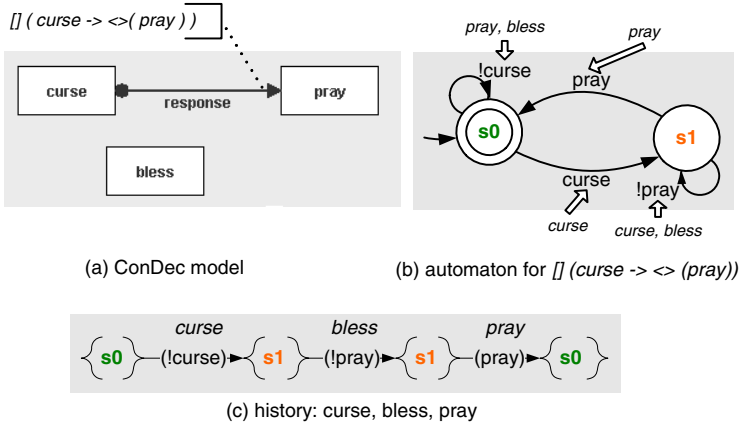 [] ( curse -> <>( pray ) )
curse
response
pray
bless
(a) ConDec model
pray, bless
pray
!curse
pray
s0
s1
curse
!pray
curse
curse, bless
(b) automaton for [] (curse -> <> (pray))
curse bless pray
{s0} (!curse) {s1} (!pray) {s1} (pray) {s0}
(c) history: curse, bless, pray